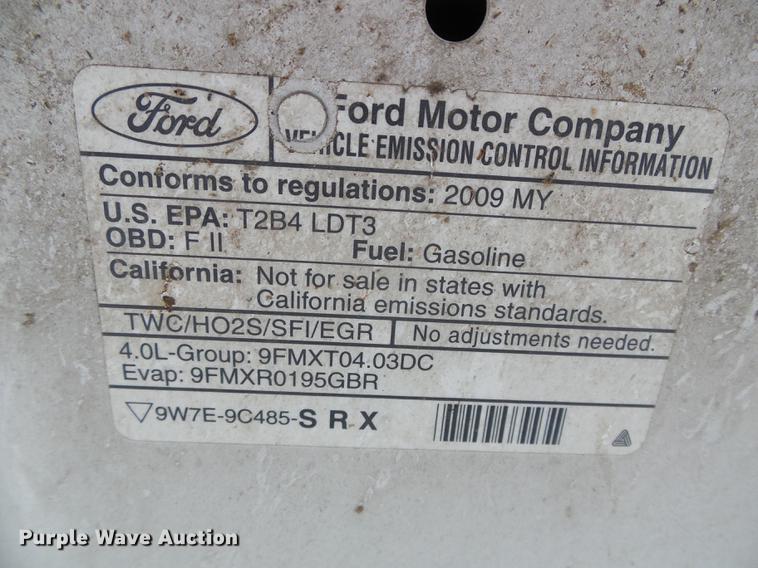 Ford
Ford Motor Company
VEHICLE EMISSION CONTROL INFORMATION
Conforms to regulations: 2009 MY
U.S. EPA: T2B4 LDT3
OBD: F II Fuel: Gasoline
California: Not for sale in states with
California emissions standards.
TWC/HO2S/SFI/EGR No adjustments needed.
4.0L-Group: 9FMXT04.03DC
Evap: 9FMXR0195GBR
9W7E-9C485-S R X
Purple Wave Auction